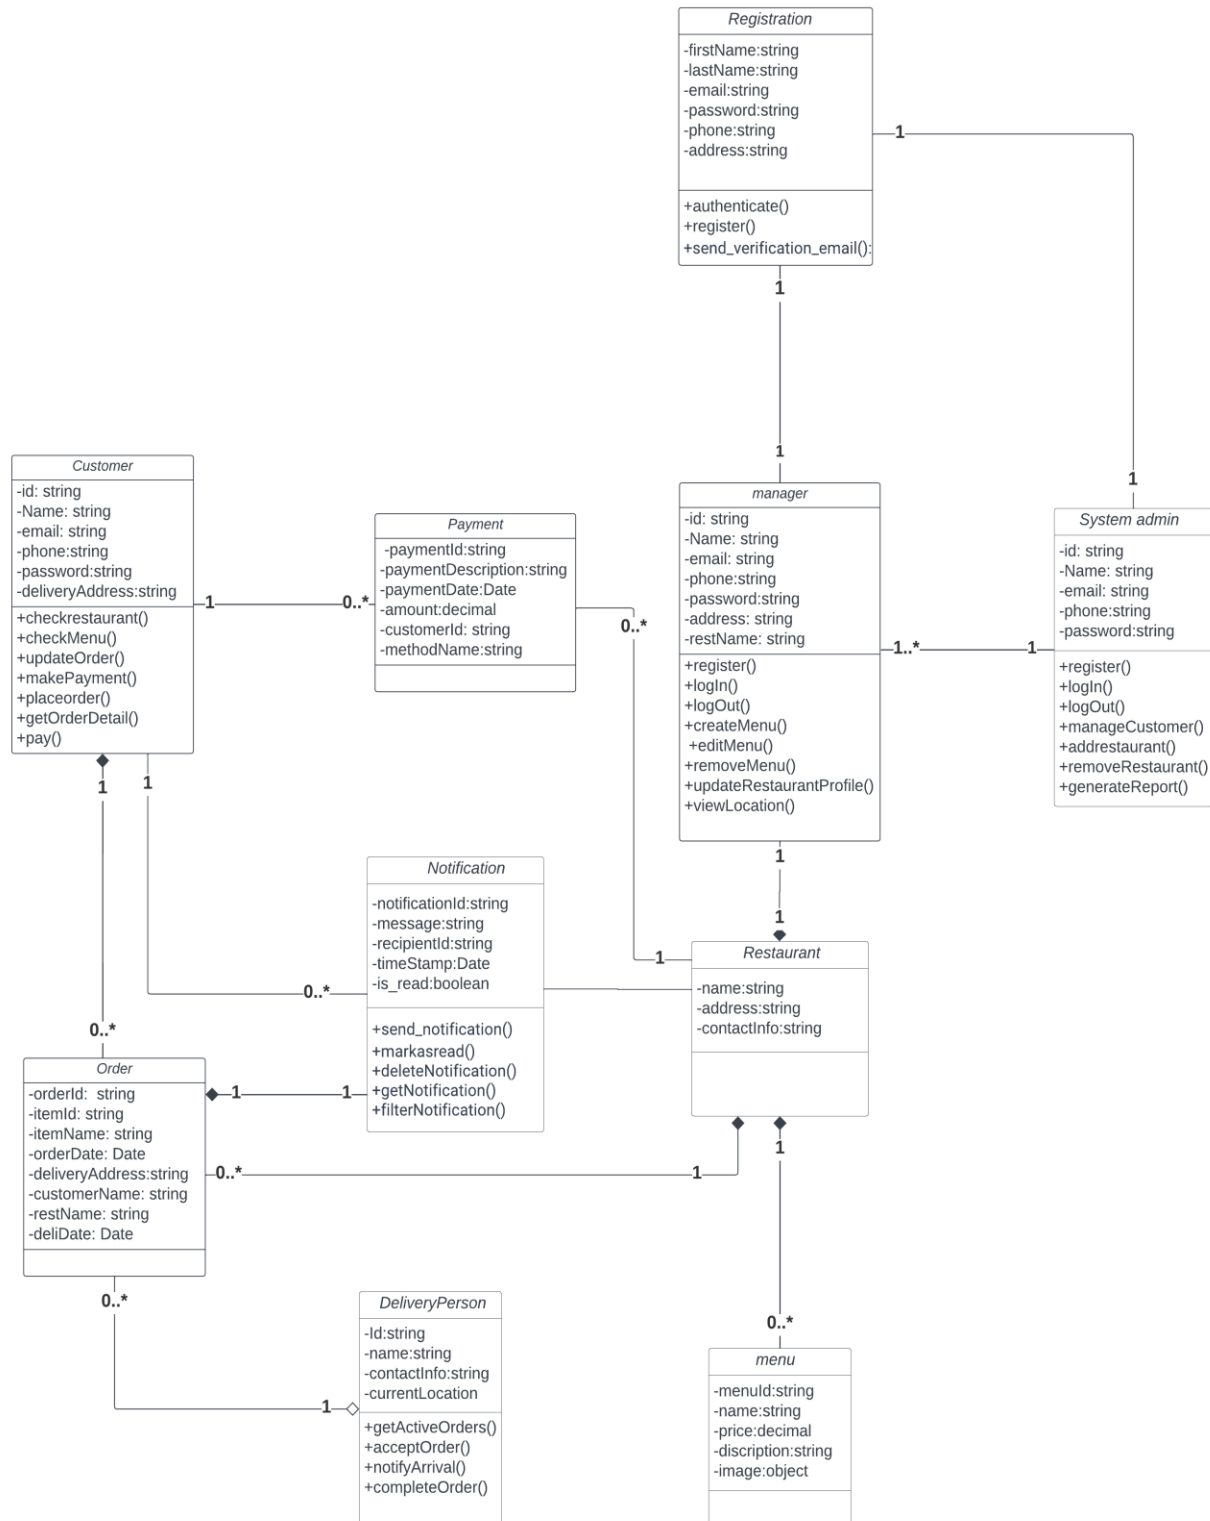 Registration
-firstName:string
-lastName:string
-email:string
-password:string
-phone:string
-address:string
+authenticate()
+register()
+send_verification_email():
1
1
1
1
Customer
-id: string
-Name: string
-email: string
-phone:string
-password:string
-deliveryAddress:string
+checkrestaurant()
+checkMenu()
+updateOrder()
+makePayment()
+placeorder()
+getOrderDetail()
+pay()
1
0..*
Payment
-paymentId:string
-paymentDescription:string
-paymentDate:Date
-amount:decimal
-customerId: string
-methodName:string
0..*
1
manager
-id: string
-Name: string
-email: string
-phone:string
-password:string
-address: string
-restName: string
+register()
+logIn()
+logOut()
+createMenu()
+editMenu()
+removeMenu()
+updateRestaurantProfile()
+viewLocation()
1..*
1
System admin
-id: string
-Name: string
-email: string
-phone:string
-password:string
+register()
+logIn()
+logOut()
+manageCustomer()
+addrestaurant()
+removeRestaurant()
+generateReport()
1
1
1
0..*
1
0..*
Notification
-notificationId:string
-message:string
-recipientId:string
-timeStamp:Date
-is_read:boolean
+send_notification()
+markasread()
+deleteNotification()
+getNotification()
+filterNotification()
Restaurant
-name:string
-address:string
-contactInfo:string
Order
-orderId: string
-itemId: string
-itemName: string
-orderDate: Date
-deliveryAddress:string
-customerName: string
-restName: string
-deliDate: Date
1
1
0..*
1
1
0..*
0..*
1
DeliveryPerson
-Id:string
-name:string
-contactInfo:string
-currentLocation
+getActiveOrders()
+acceptOrder()
+notifyArrival()
+completeOrder()
menu
-menuId:string
-name:string
-price:decimal
-discription:string
-image:object